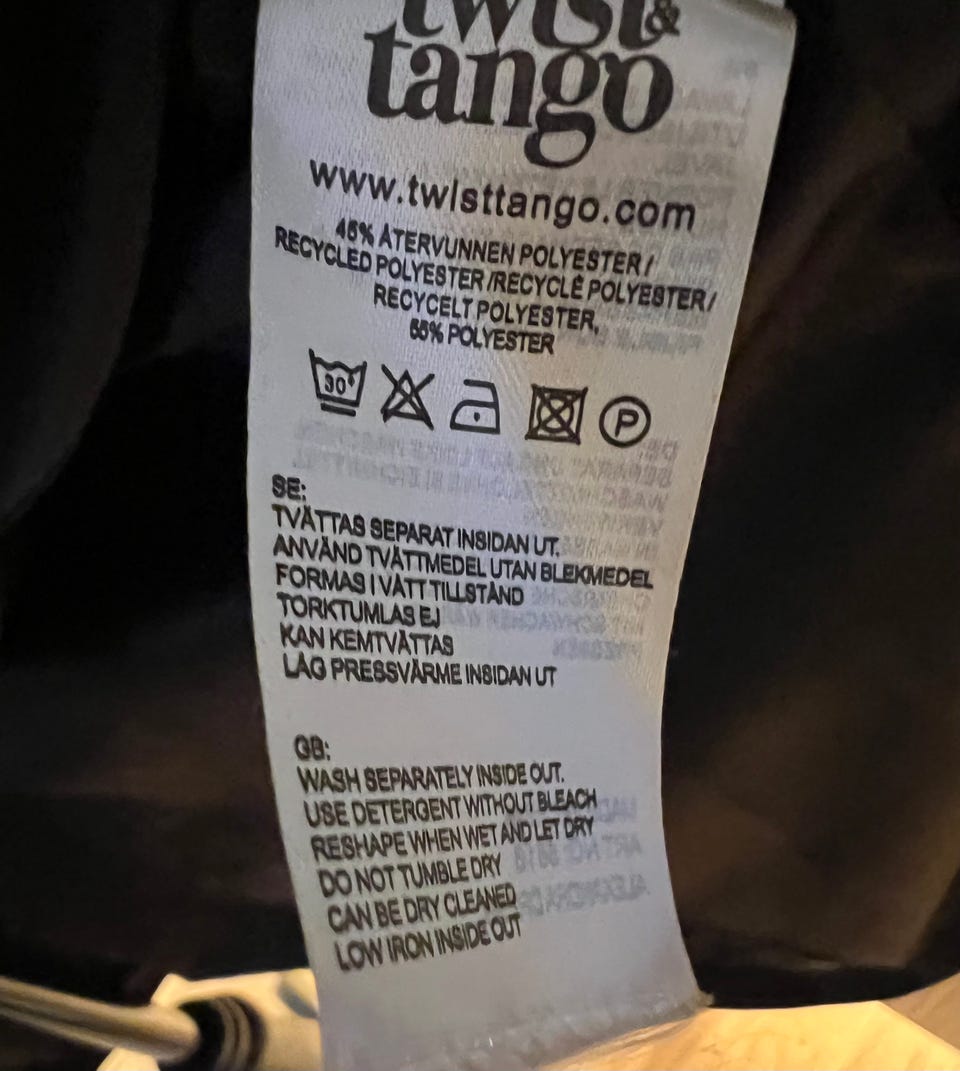 twist &
tango
www.twisttango.com
45% ÅTERVUNNEN POLYESTER /
RECYCLED POLYESTER /RECYCLÉ POLYESTER /
RECYCELT POLYESTER,
55% POLYESTER
30°
P
SE:
TVÄTTAS SEPARAT INSIDAN UT.
ANVÄND TVÄTTMEDEL UTAN BLEKMEDEL
FORMAS I VÅTT TILLSTÅND
TORKTUMLAS EJ
KAN KEMTVÄTTAS
LÅG PRESSVÄRME INSIDAN UT
GB:
WASH SEPARATELY INSIDE OUT.
USE DETERGENT WITHOUT BLEACH
RESHAPE WHEN WET AND LET DRY
DO NOT TUMBLE DRY
CAN BE DRY CLEANED
LOW IRON INSIDE OUT